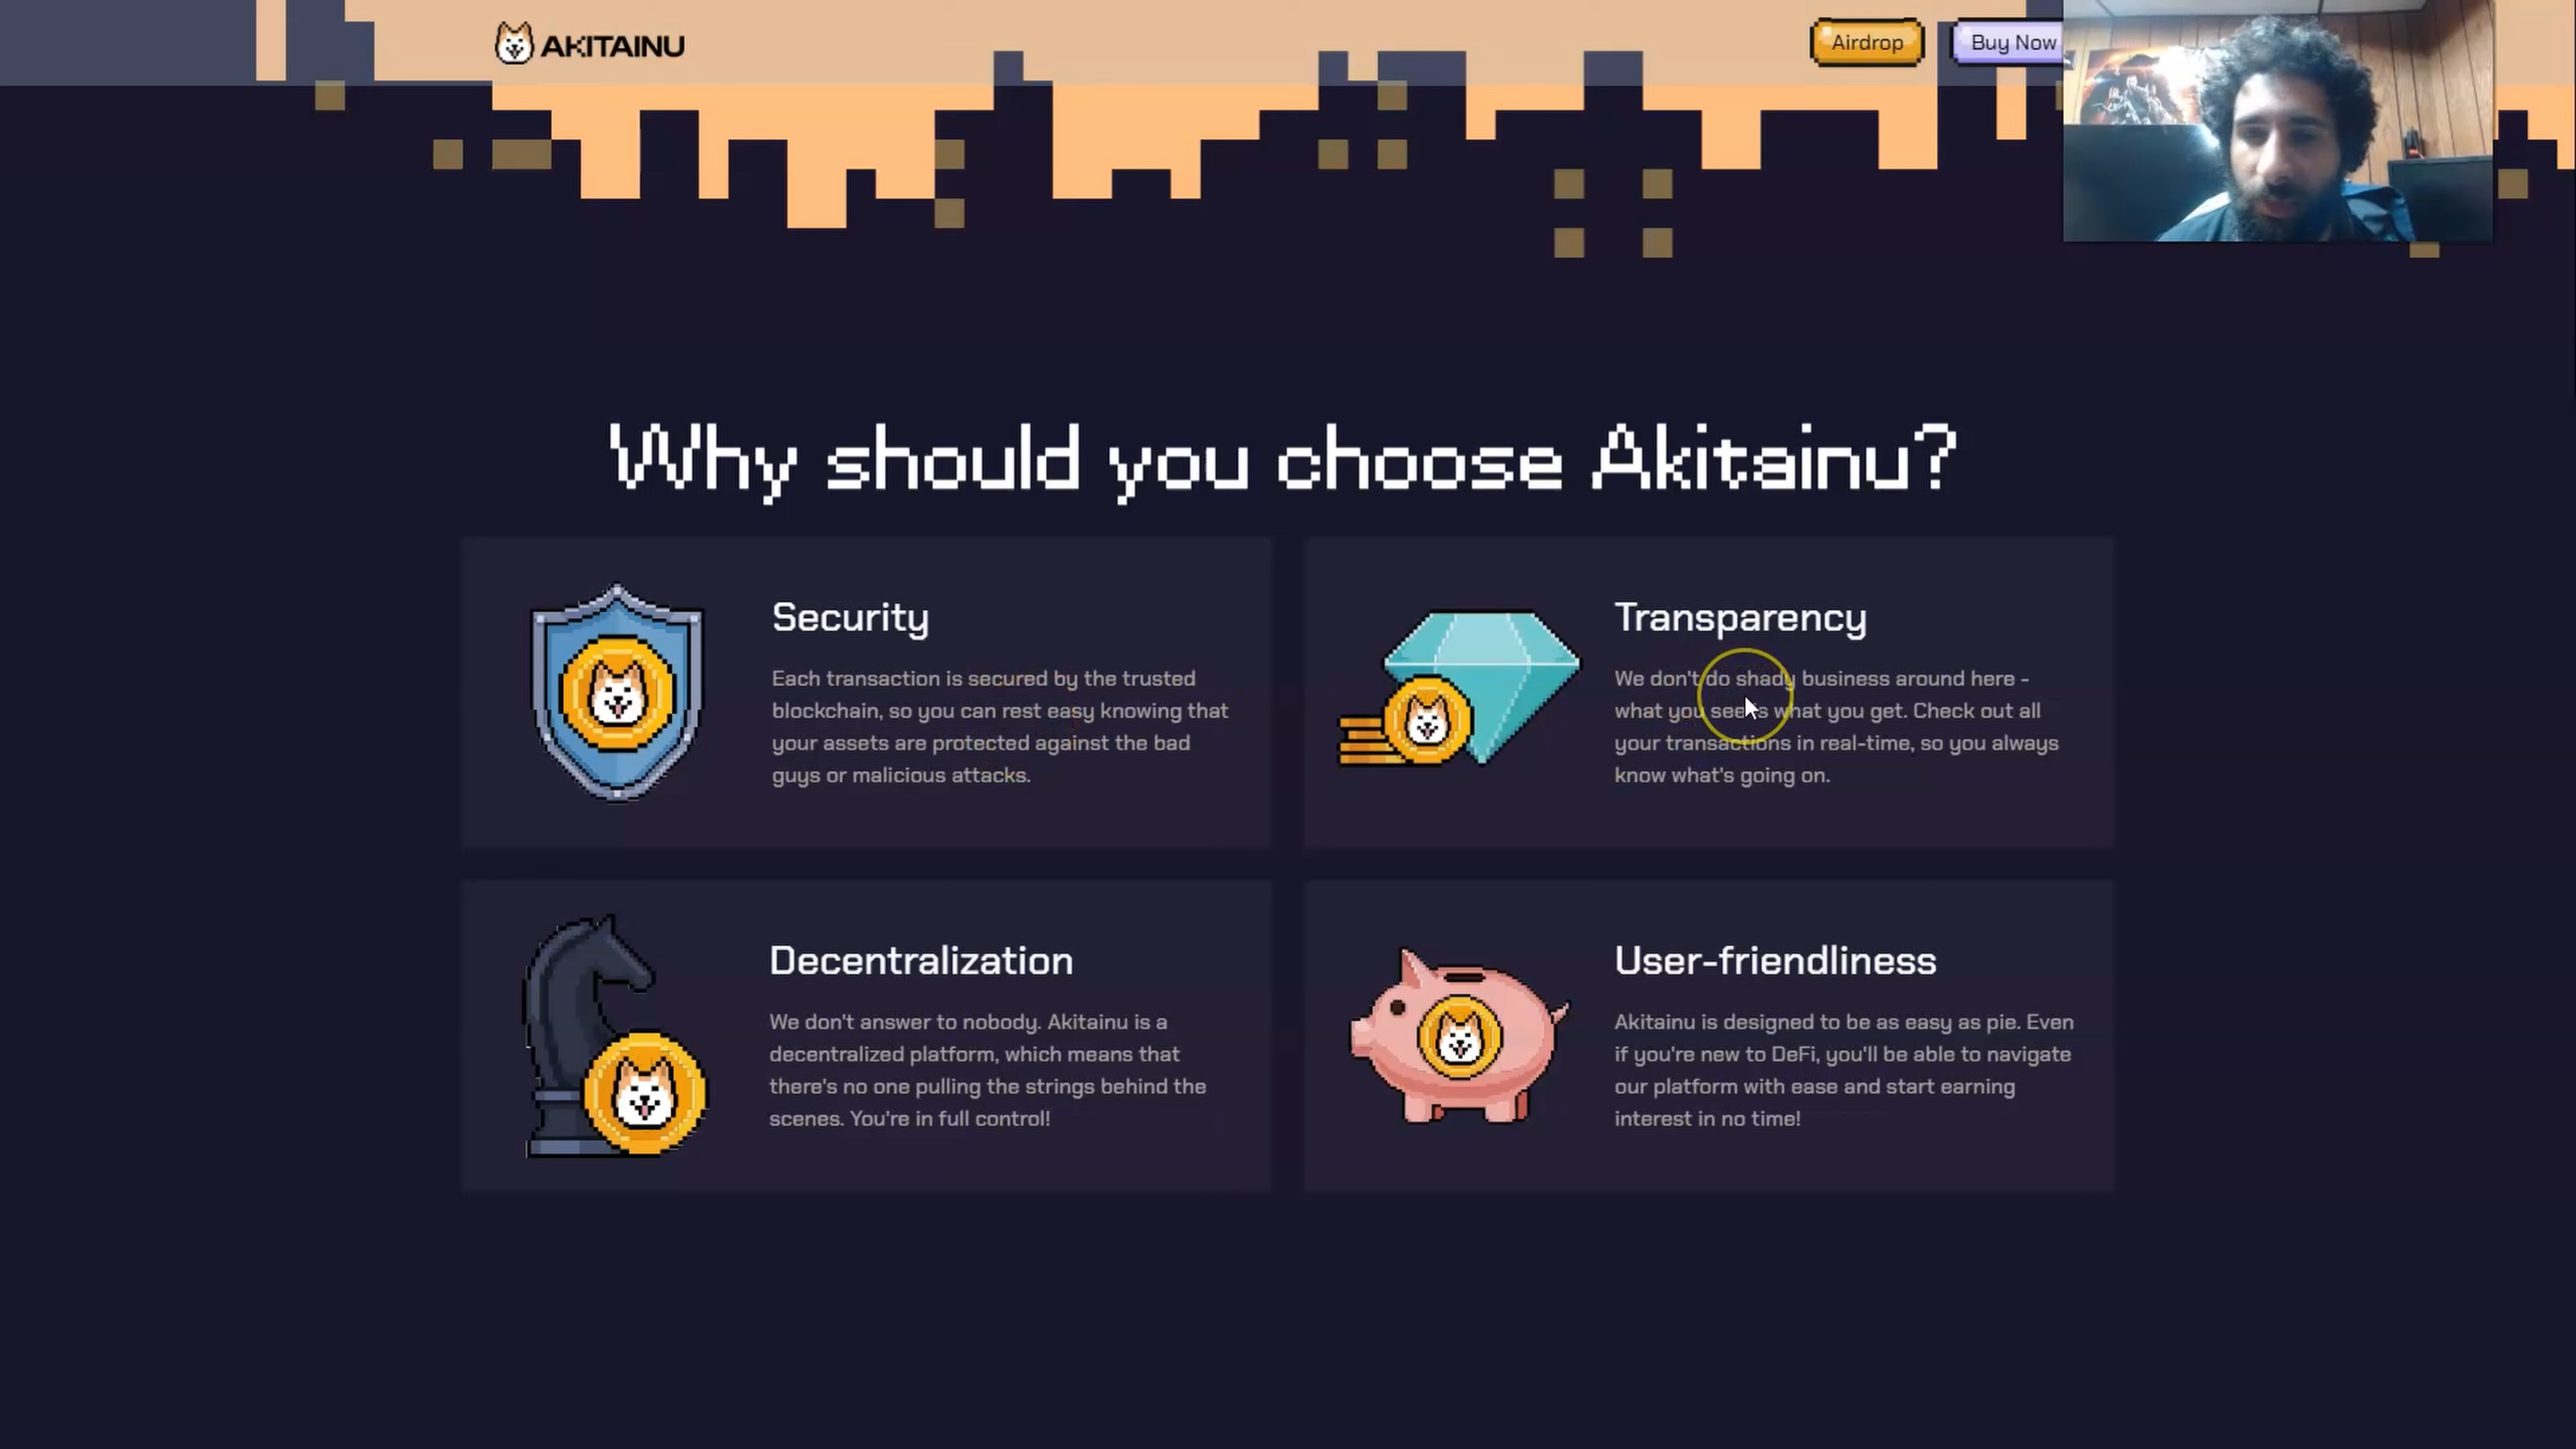 AKITAINU
Airdrop
Buy Now
Why should you choose Akitainu?
Security
Each transaction is secured by the trusted
blockchain, so you can rest easy knowing that
your assets are protected against the bad
guys or malicious attacks.
Transparency
We don't do shady business around here -
what you see is what you get. Check out all
your transactions in real-time, so you always
know what's going on.
Decentralization
We don't answer to nobody. Akitainu is a
decentralized platform, which means that
there's no one pulling the strings behind the
scenes. You're in full control!
User-friendliness
Akitainu is designed to be as easy as pie. Even
if you're new to DeFi, you'll be able to navigate
our platform with ease and start earning
interest in no time!